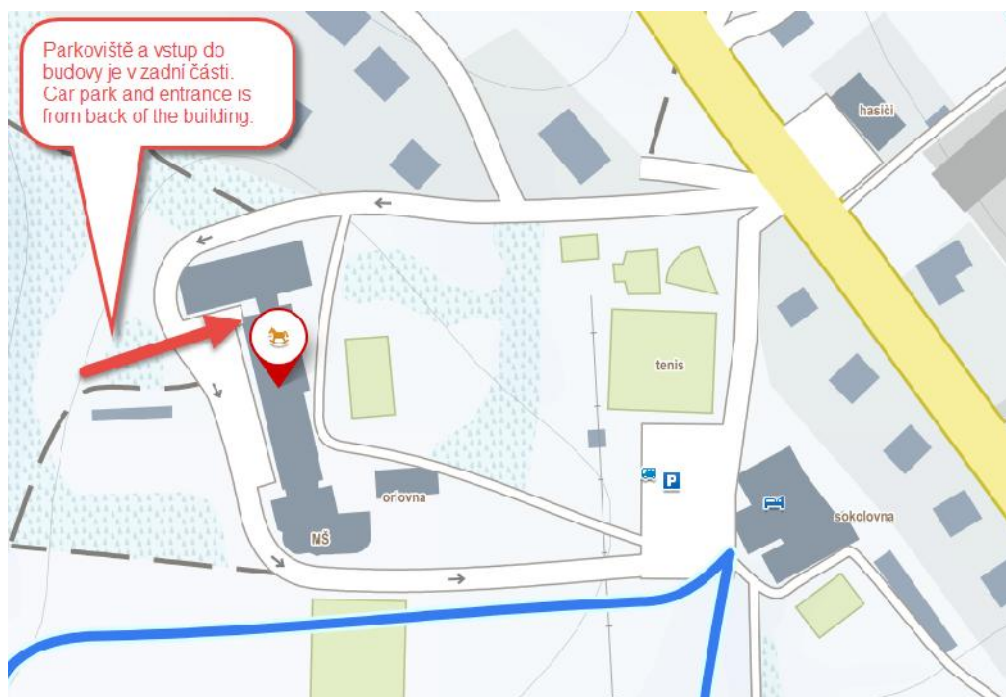 Parkoviště a vstup do
budovy je v zadní části.
Car park and entrance is
from back of the building.
hasiči
tenis
P
orlovna
sokolovna
MŠ